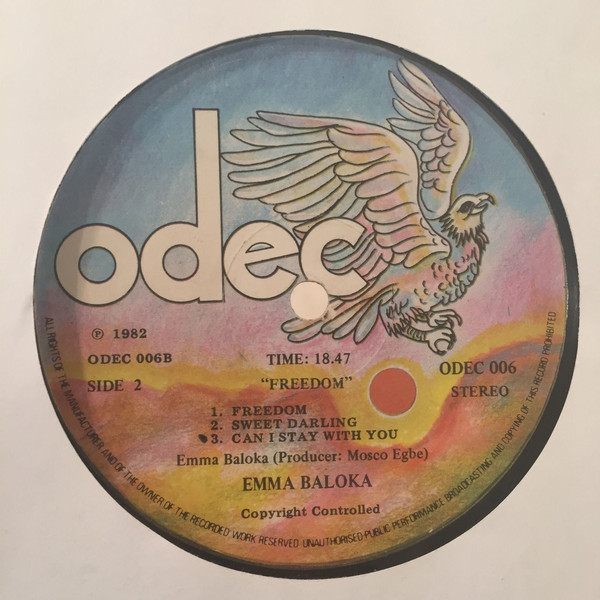 odec
℗ 1982
ODEC 006B
TIME: 18.47
ODEC 006
SIDE 2
"FREEDOM"
STEREO
1. FREEDOM
2. SWEET DARLING
3. CAN I STAY WITH YOU
Emma Baloka (Producer: Mosco Egbe)
EMMA BALOKA
Copyright Controlled
ALL RIGHTS OF THE MANUFACTURER AND OF THE OWNER OF THE RECORDED WORK RESERVED UNAUTHORISED PUBLIC PERFORMANCE BROADCASTING AND COPYING OF THIS RECORD PROHIBITED